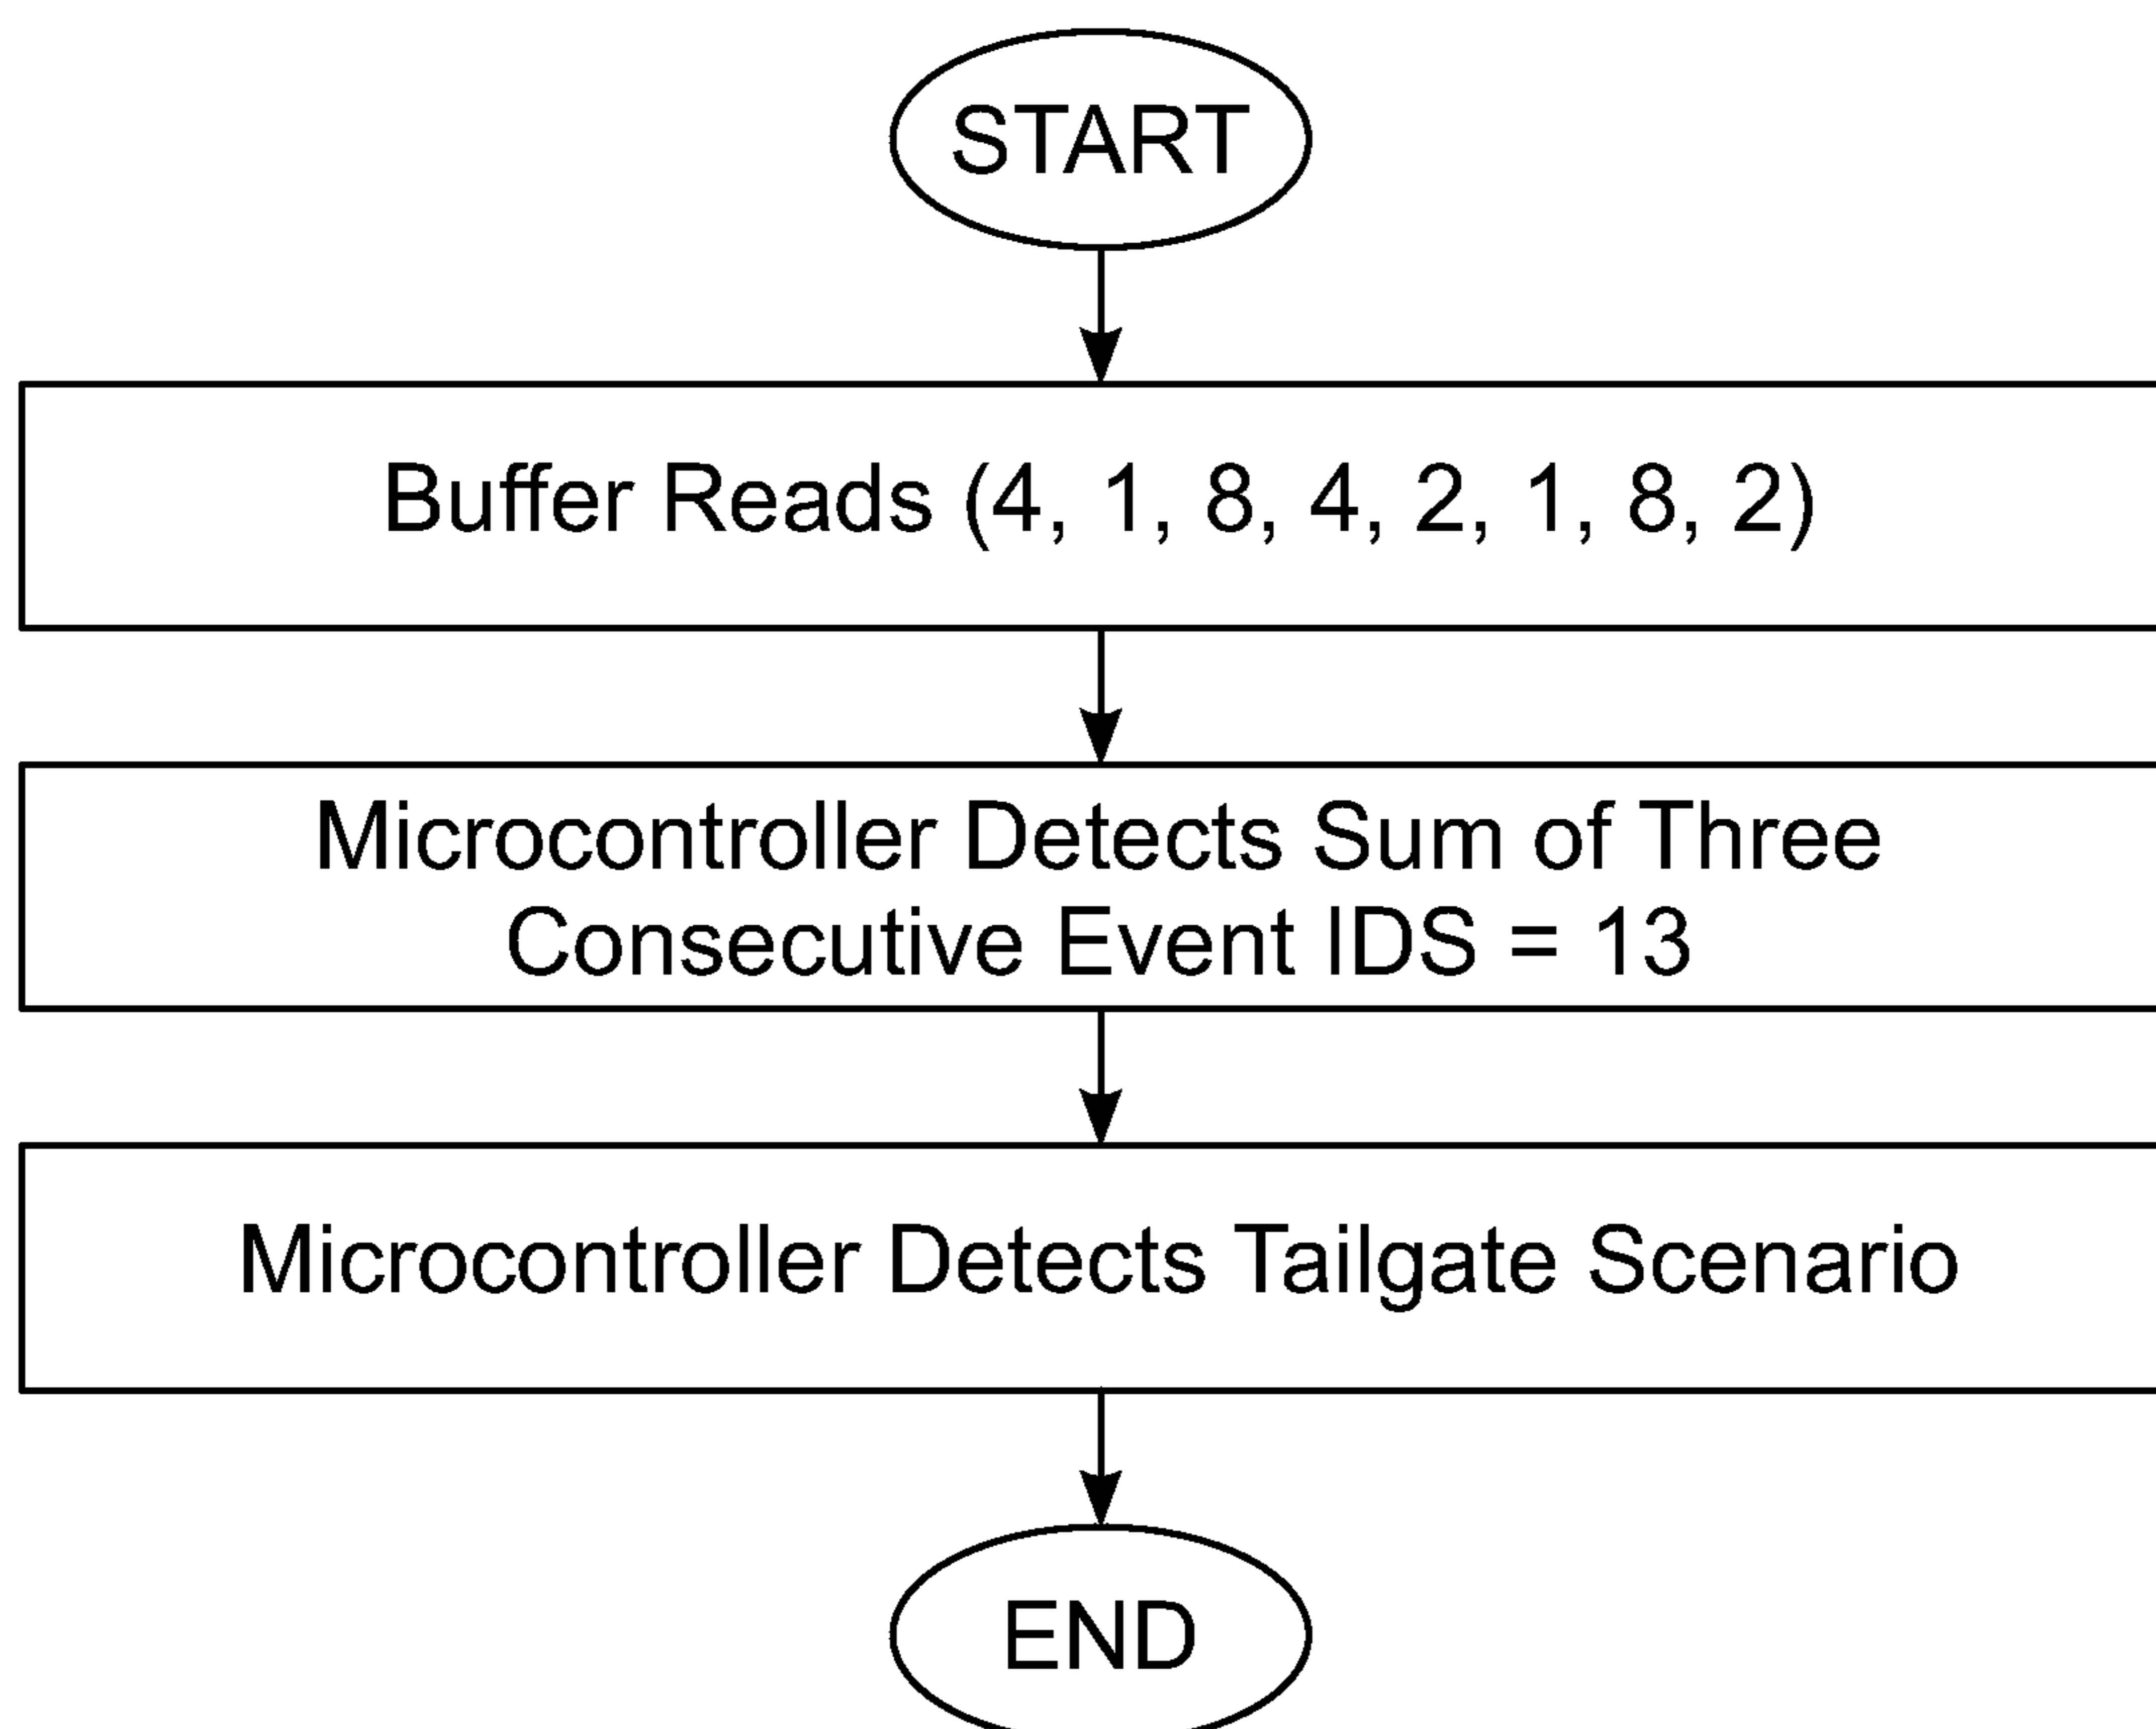 START
Buffer Reads (4, 1, 8, 4, 2, 1, 8, 2)
Microcontroller Detects Sum of Three
Consecutive Event IDS = 13
Microcontroller Detects Tailgate Scenario
END